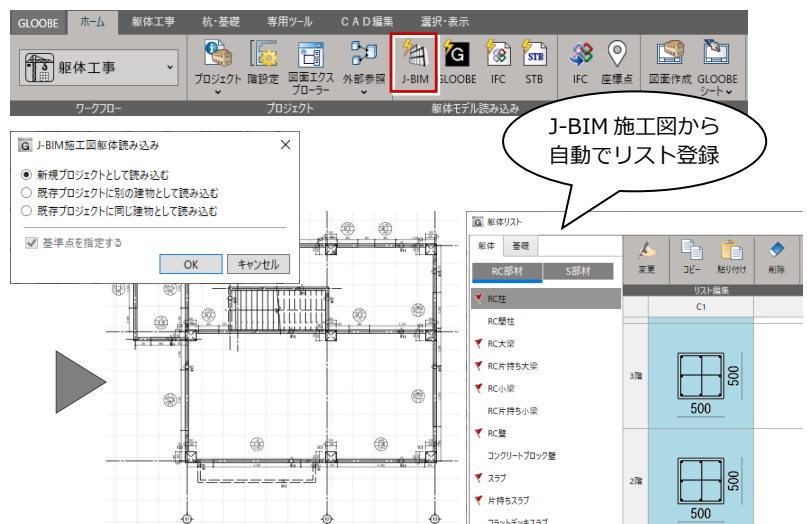 GLOOBE ホーム 躯体工事 杭・基礎 専用ツール CAD編集 選択・表示
躯体工事
プロジェクト 階設定 図面エクス 外部参照 J-BIM GLOOBE IFC STB IFC 座標点 図面作成 GLOOBE
プローラー シート
ワークフロー プロジェクト 躯体モデル読み込み
J-BIM 施工図から
自動でリスト登録
J-BIM施工図躯体読み込み
新規プロジェクトとして読み込む
既存プロジェクトに別の建物として読み込む
既存プロジェクトに同じ建物として読み込む
基準点を指定する
OK キャンセル
躯体リスト
躯体 基礎
RC部材 S部材
変更 コピー 貼り付け 削除
リスト編集
C1
RC柱
RC間柱
RC大梁
RC片持ち大梁
RC小梁
RC片持ち小梁
RC壁
コンクリートブロック壁
スラブ
片持ちスラブ
フラットデッキスラブ
3階
500
500
2階
500
500